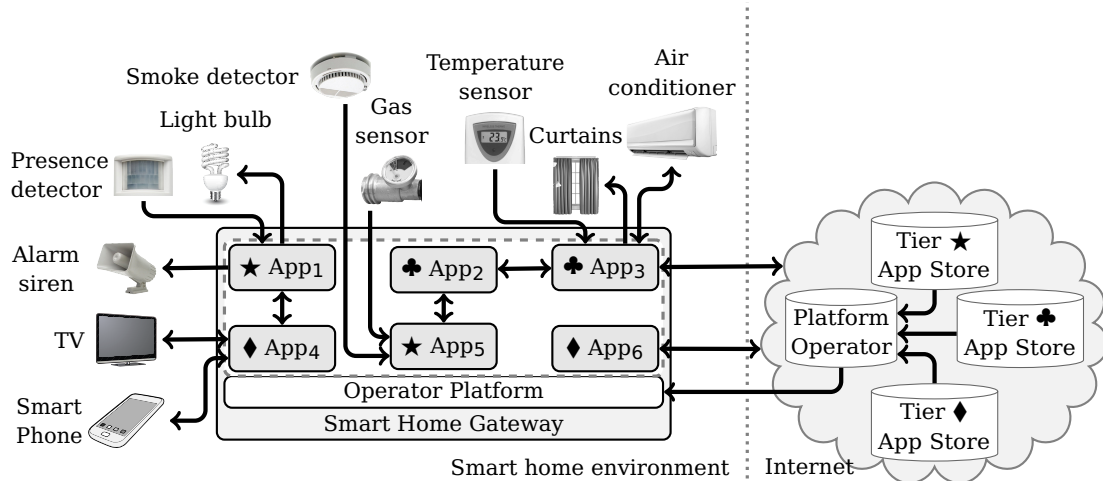 Smoke detector
Temperature
sensor
Air
conditioner
Light bulb
Gas
sensor
Curtains
Presence
detector
Alarm
siren
TV
Smart
Phone
★ App1
♣ App2
♣ App3
♦ App4
★ App5
♦ App6
Operator Platform
Smart Home Gateway
Smart home environment
Internet
Tier ★
App Store
Platform
Operator
Tier ♣
App Store
Tier ♦
App Store